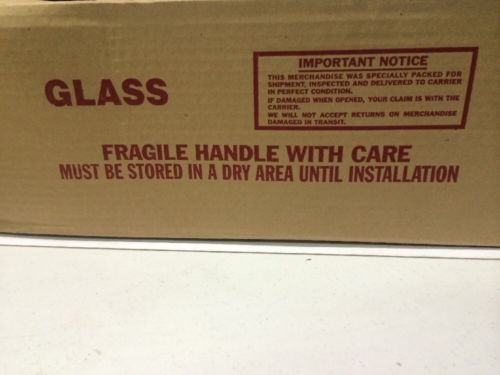 GLASS
IMPORTANT NOTICE
THIS MERCHANDISE WAS SPECIALLY PACKED FOR
SHIPMENT, INSPECTED AND DELIVERED TO CARRIER
IN PERFECT CONDITION.
IF DAMAGED WHEN OPENED, YOUR CLAIM IS WITH THE
CARRIER.
WE WILL NOT ACCEPT RETURNS ON MERCHANDISE
DAMAGED IN TRANSIT.
FRAGILE HANDLE WITH CARE
MUST BE STORED IN A DRY AREA UNTIL INSTALLATION